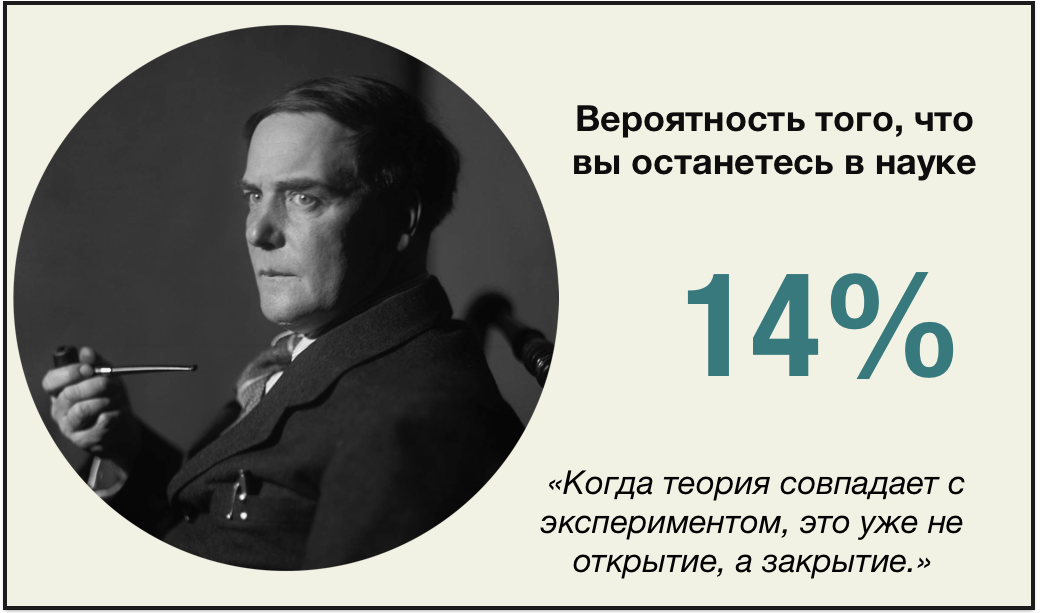 Вероятность того, что
вы останетесь в науке
14%
«Когда теория совпадает с
экспериментом, это уже не
открытие, а закрытие.»